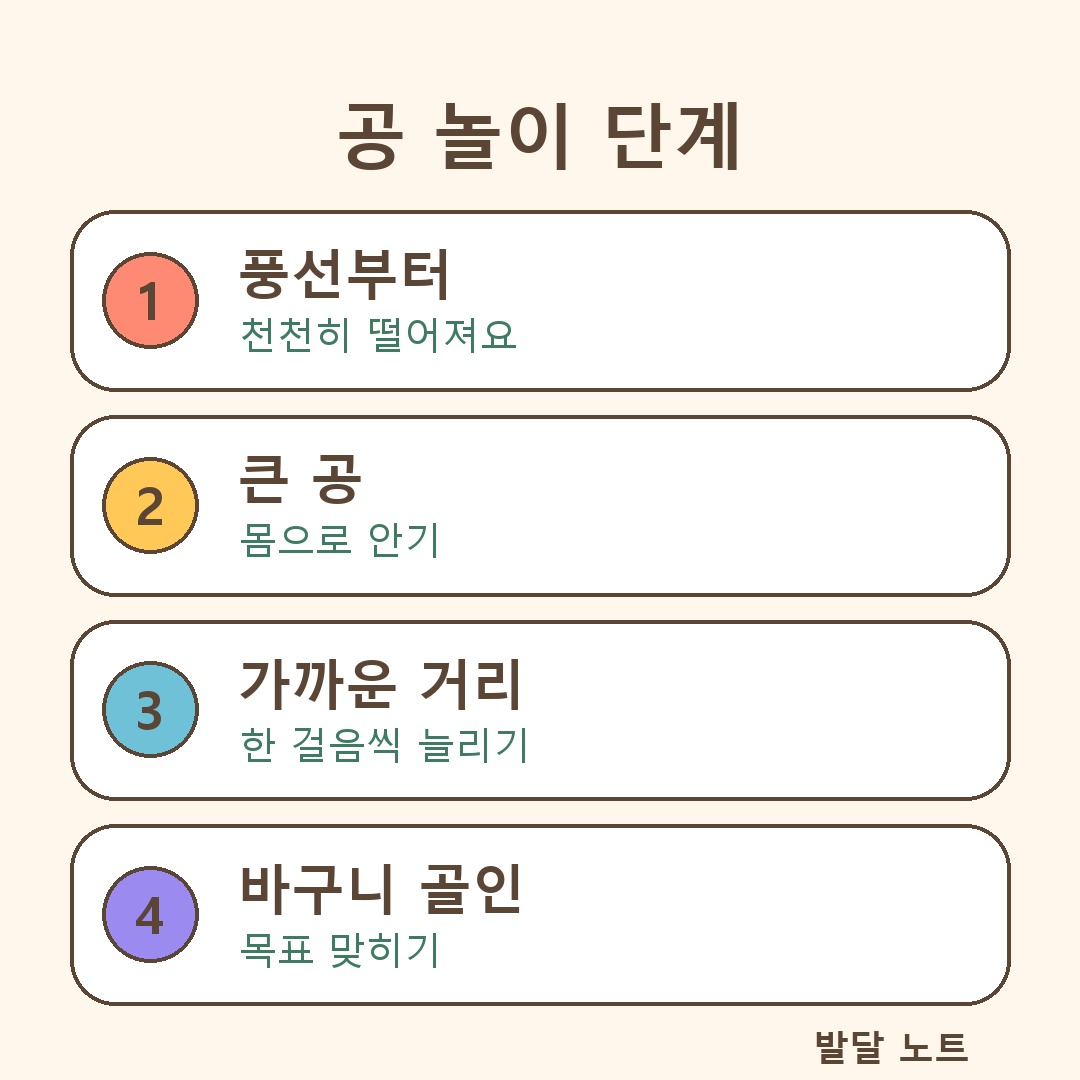 공 놀이 단계
1
풍선부터
천천히 떨어져요
2
큰 공
몸으로 안기
3
가까운 거리
한 걸음씩 늘리기
4
바구니 골인
목표 맞히기
발달 노트